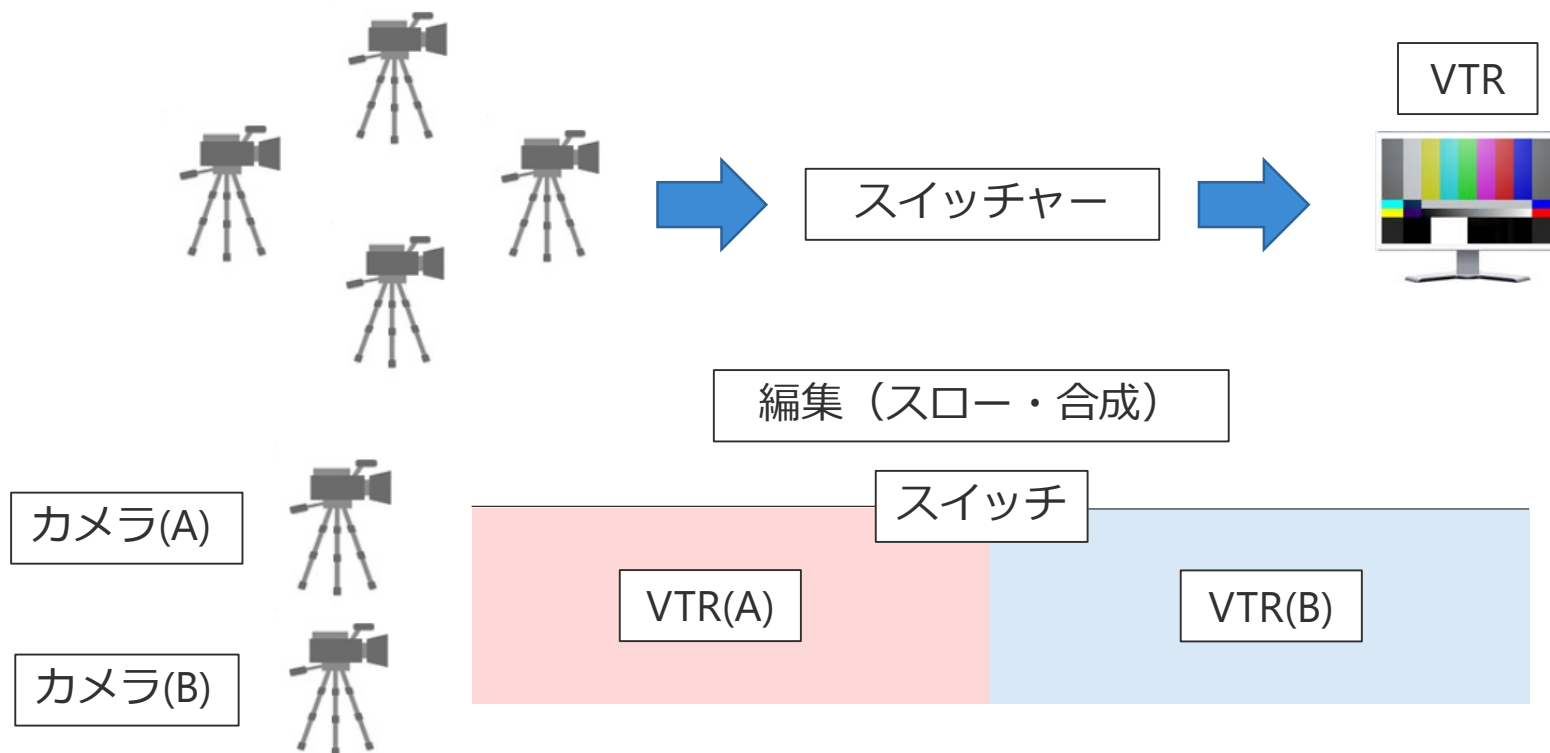 VTR
スイッチャー
編集（スロー・合成）
スイッチ
カメラ(A)
VTR(A)
VTR(B)
カメラ(B)